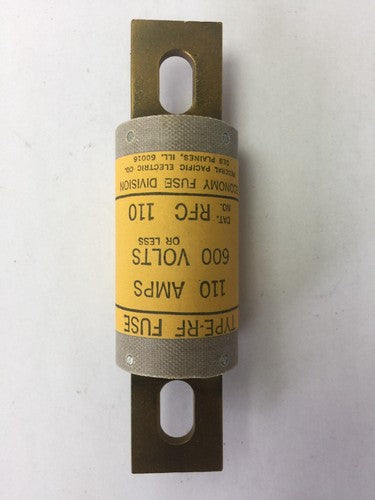 TYPE-RF FUSE
110 AMPS
600 VOLTS
OR LESS
CAT. NO. RFC 110
ECONOMY FUSE DIVISION
FEDERAL PACIFIC ELECTRIC CO.
DES PLAINES, ILL. 60016